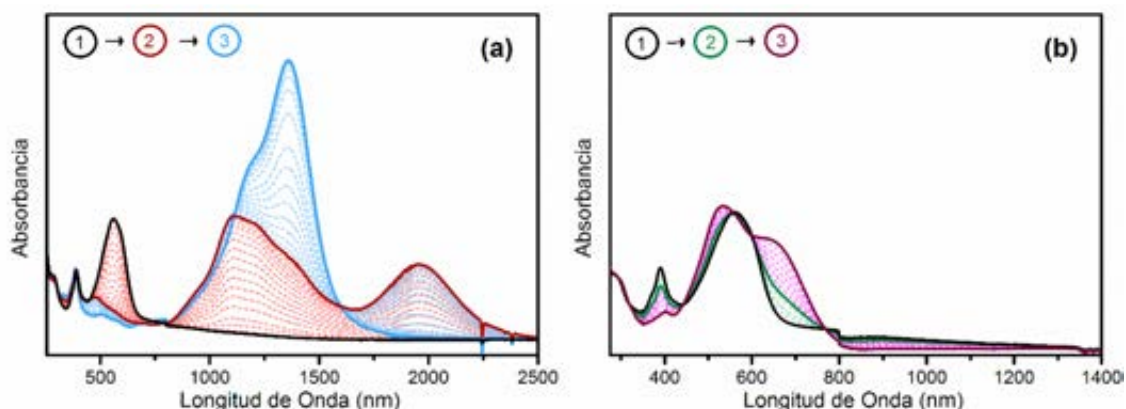 1 → 2 → 3
(a)
Absorbancia
500 1000 1500 2000 2500
Longitud de Onda (nm)
1 → 2 → 3
(b)
Absorbancia
400 600 800 1000 1200 1400
Longitud de Onda (nm)